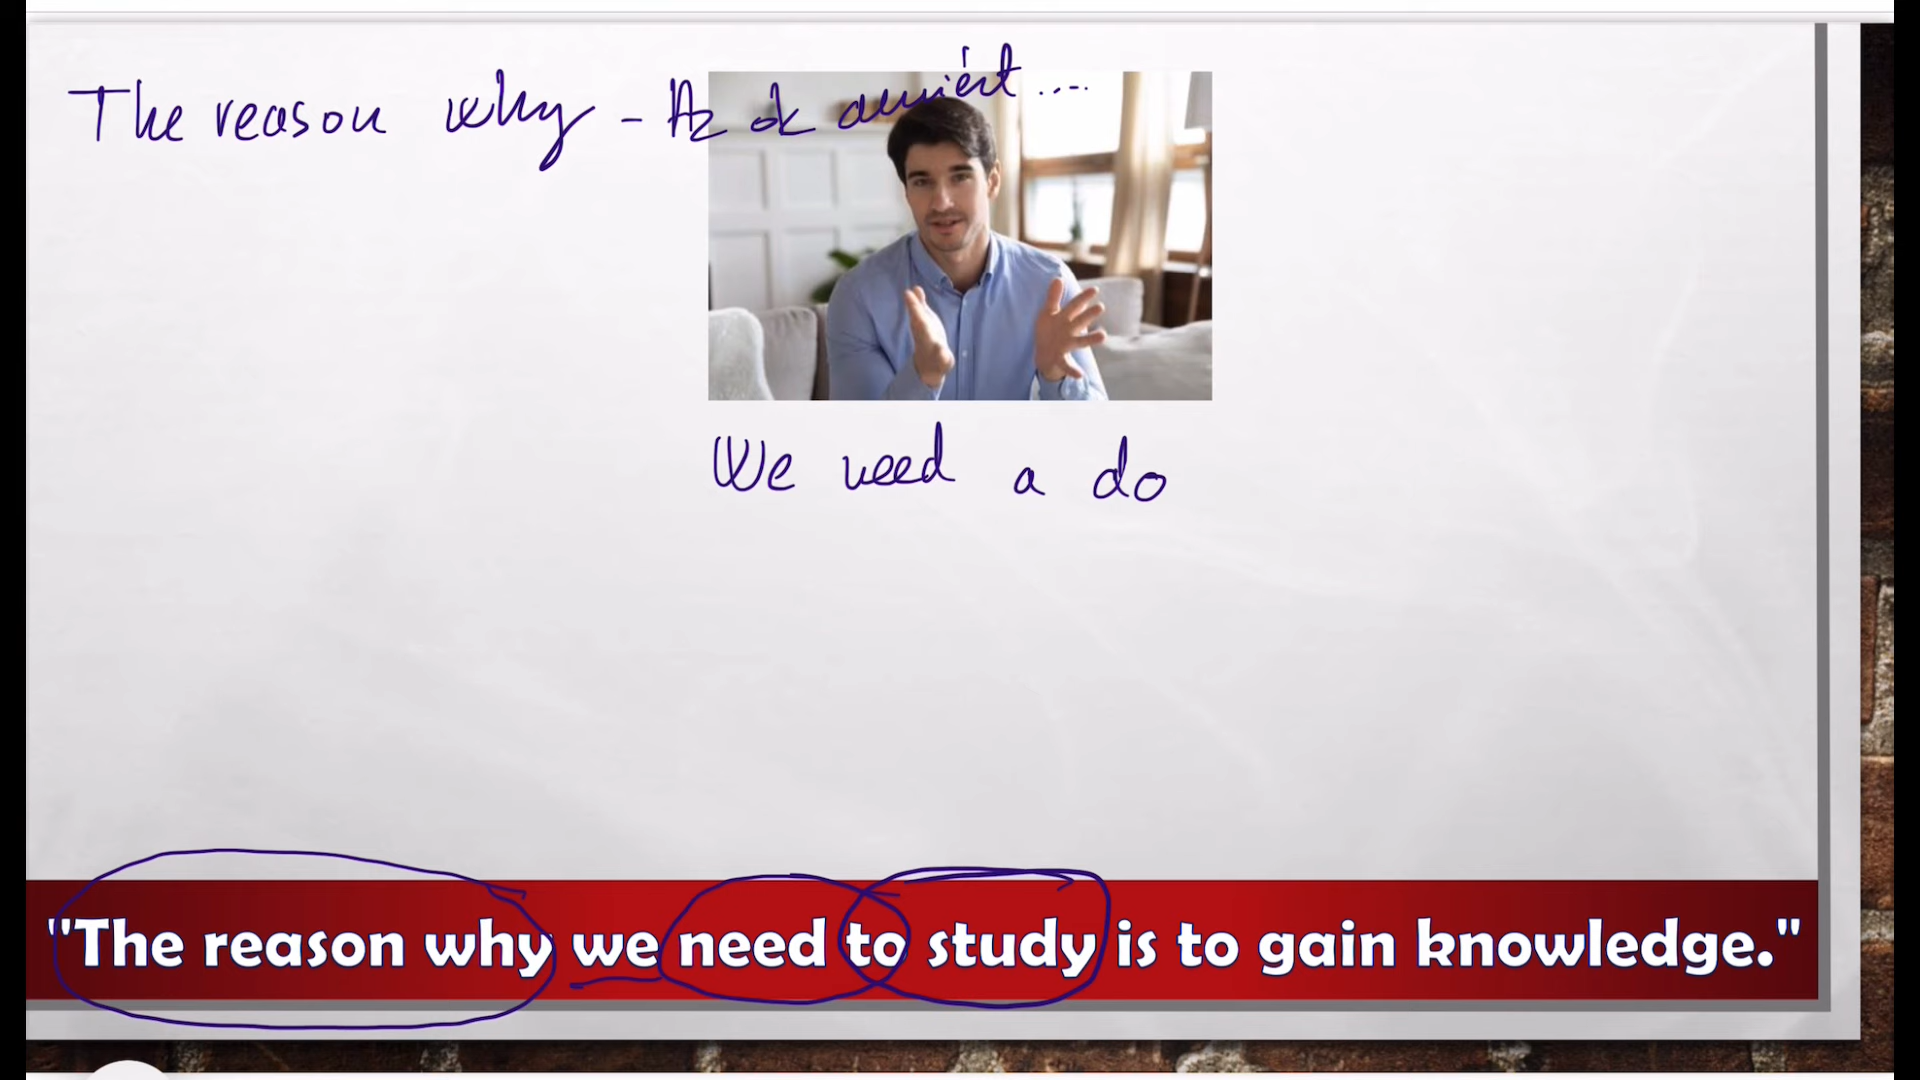 The reason why - Az ok amiért ....
We need a do
"The reason why we need to study is to gain knowledge."